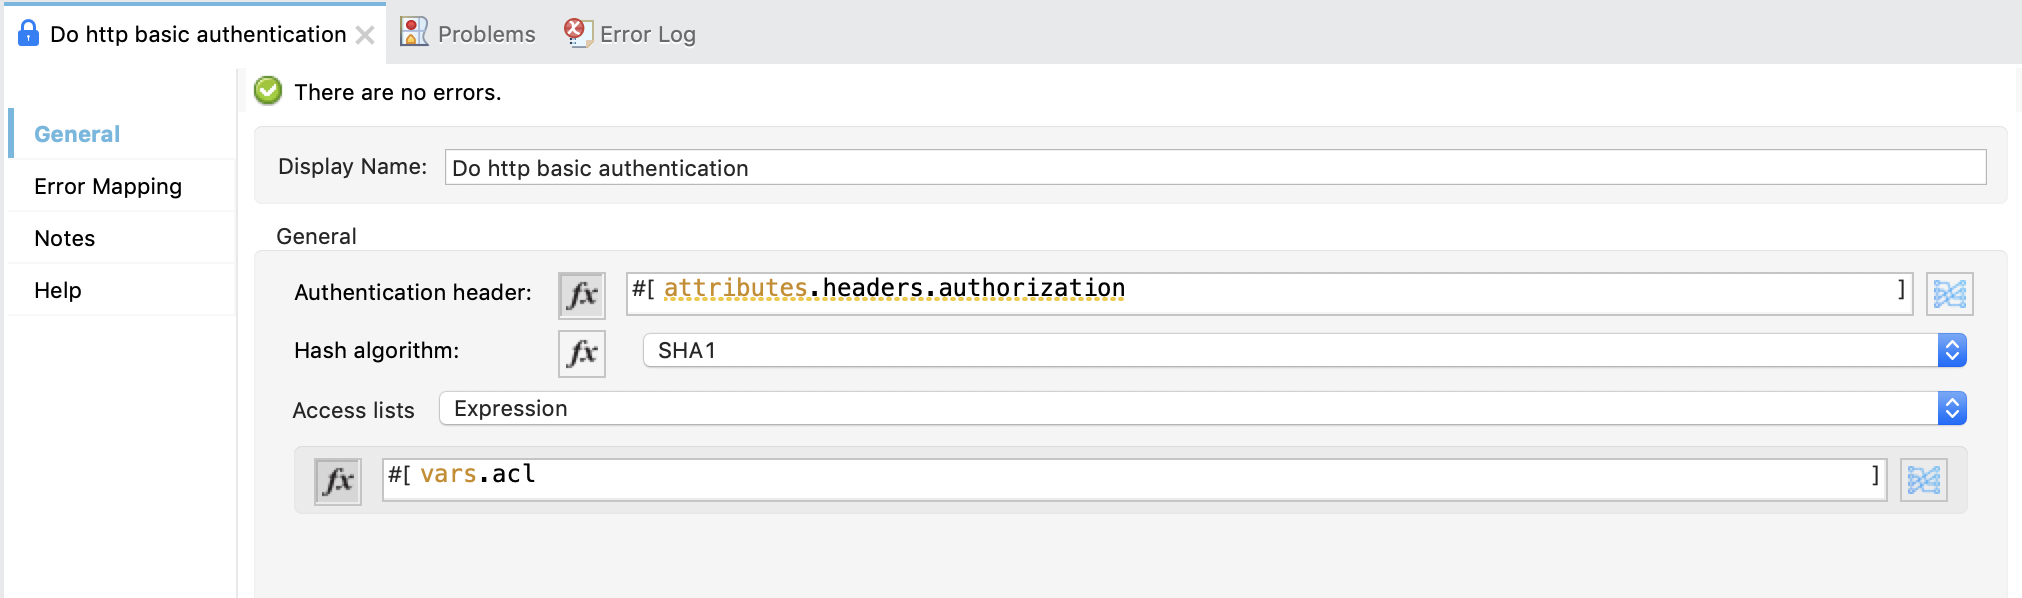 Do http basic authentication Problems Error Log
There are no errors.
General
Error Mapping
Notes
Help
Display Name: Do http basic authentication
General
Authentication header: fx #[ attributes.headers.authorization ]
Hash algorithm: fx SHA1
Access lists Expression
fx #[ vars.acl ]